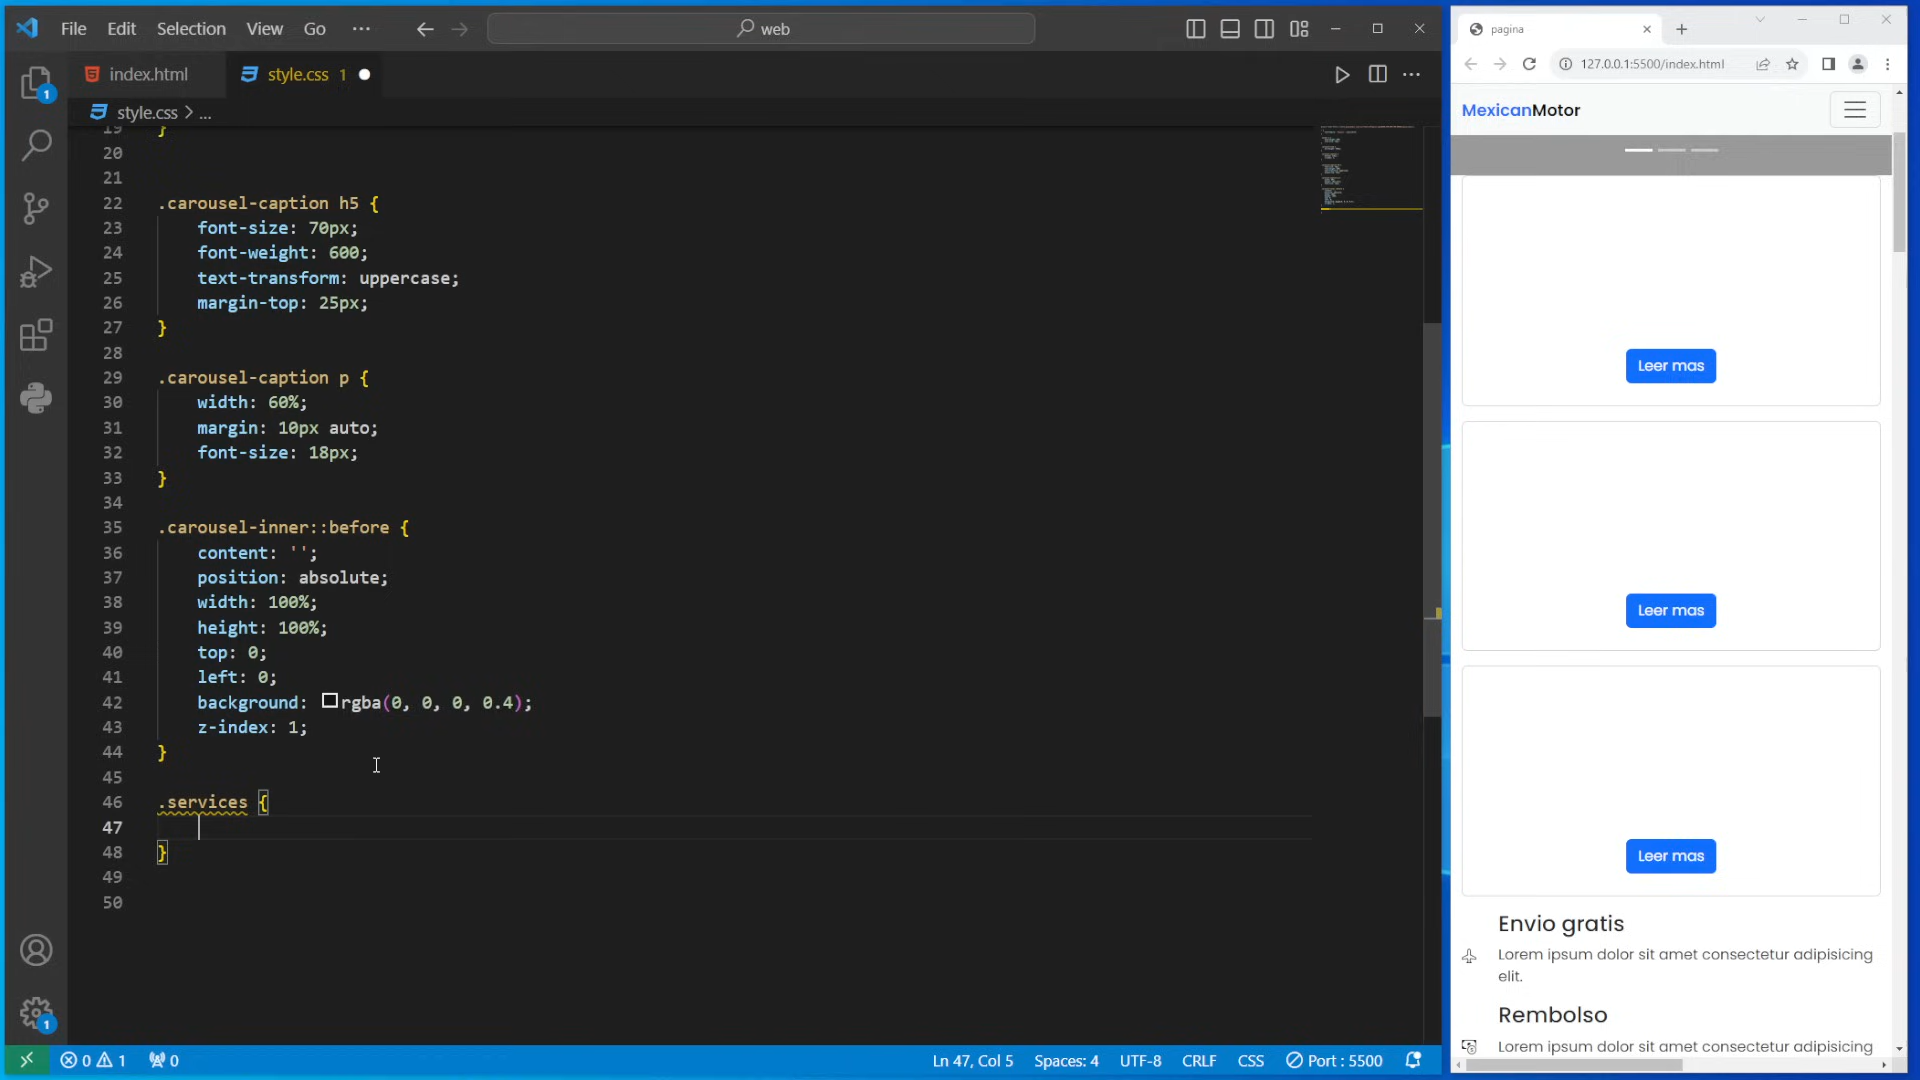 File Edit Selection View Go ··· web
index.html style.css 1
style.css > ...
19 }
20
21
22 .carousel-caption h5 {
23 font-size: 70px;
24 font-weight: 600;
25 text-transform: uppercase;
26 margin-top: 25px;
27 }
28
29 .carousel-caption p {
30 width: 60%;
31 margin: 10px auto;
32 font-size: 18px;
33 }
34
35 .carousel-inner::before {
36 content: '';
37 position: absolute;
38 width: 100%;
39 height: 100%;
40 top: 0;
41 left: 0;
42 background: rgba(0, 0, 0, 0.4);
43 z-index: 1;
44 }
45
46 .services {
47
48 }
49
50
1
1
0 1 0 Ln 47, Col 5 Spaces: 4 UTF-8 CRLF CSS Port : 5500
pagina
127.0.0.1:5500/index.html
MexicanMotor
Leer mas
Leer mas
Leer mas
Envio gratis
Lorem ipsum dolor sit amet consectetur adipisicing
elit.
Rembolso
Lorem ipsum dolor sit amet consectetur adipisicing